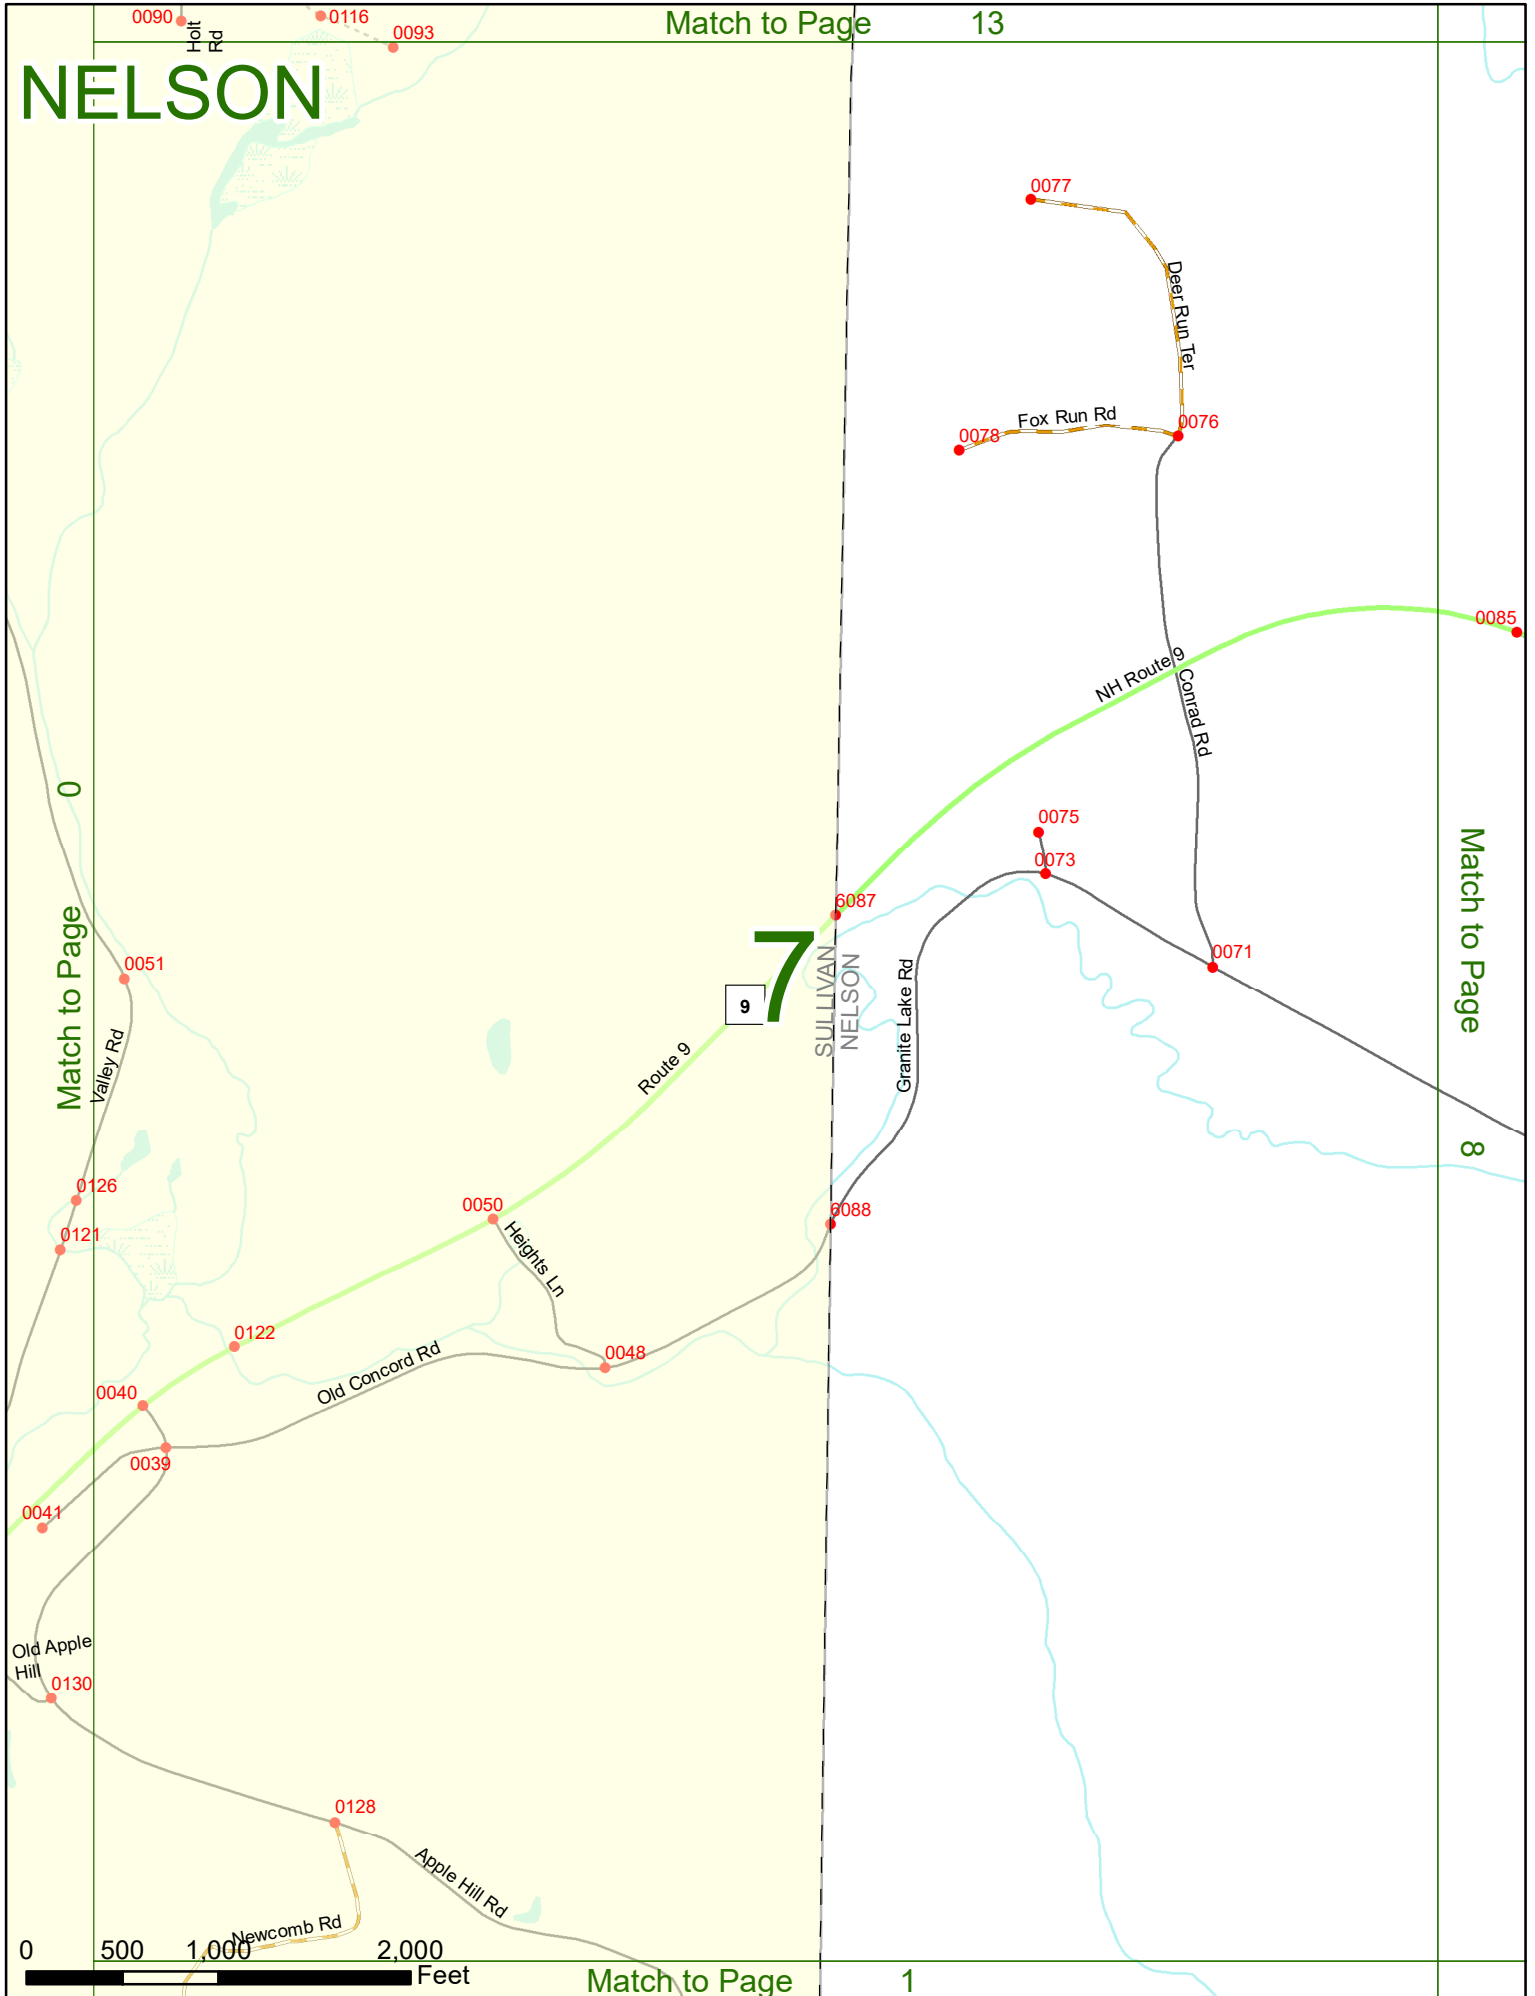 Match to Page 13
0090
Holt
Rd
0116
0093
NELSON
0077
Deer Run Ter
Fox Run Rd
0078
0076
0085
NH Route 9
Conrad Rd
0075
0073
0071
6087
7
9
SULLIVAN
NELSON
Granite Lake Rd
Match to Page 0
Match to Page 8
0051
Valley Rd
Route 9
0126
0121
0050
Heights Ln
6088
0122
Old Concord Rd
0048
0040
0039
0041
Old Apple
Hill
0130
0128
Apple Hill Rd
Newcomb Rd
0 500 1,000 2,000
Feet
Match to Page 1